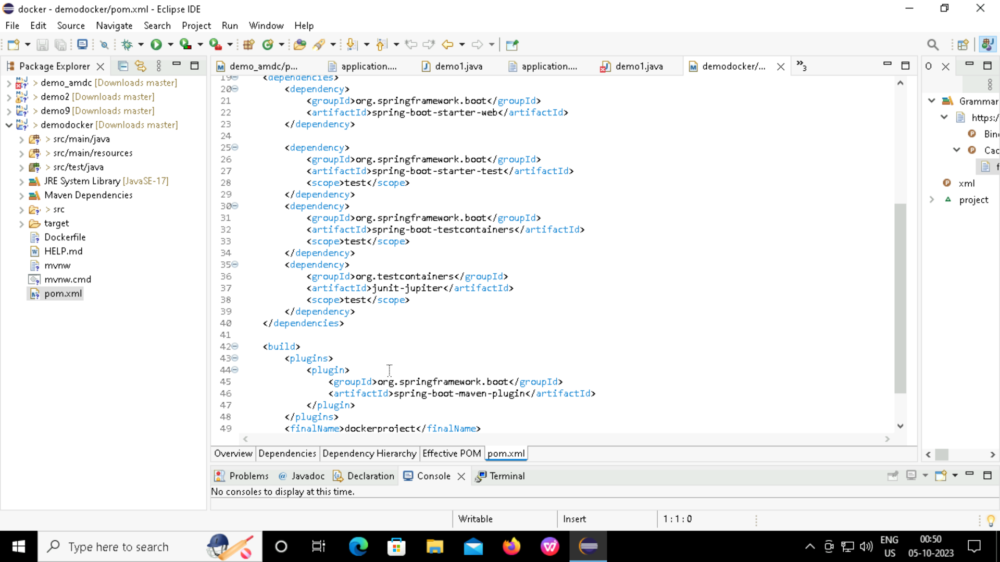 docker - demodocker/pom.xml - Eclipse IDE
File Edit Source Navigate Search Project Run Window Help
Package Explorer
demo_amdc/p... application.... demo1.java application.... demo1.java demodocker/... »3
> demo_amdc [Downloads master]
> demo2 [Downloads master]
> demo9 [Downloads master]
> demodocker [Downloads master]
> src/main/java
> src/main/resources
> src/test/java
JRE System Library [JavaSE-17]
Maven Dependencies
> src
target
Dockerfile
HELP.md
mvnw
mvnw.cmd
pom.xml
19 <dependencies>
20 <dependency>
21 <groupId>org.springframework.boot</groupId>
22 <artifactId>spring-boot-starter-web</artifactId>
23 </dependency>
24
25 <dependency>
26 <groupId>org.springframework.boot</groupId>
27 <artifactId>spring-boot-starter-test</artifactId>
28 <scope>test</scope>
29 </dependency>
30 <dependency>
31 <groupId>org.springframework.boot</groupId>
32 <artifactId>spring-boot-testcontainers</artifactId>
33 <scope>test</scope>
34 </dependency>
35 <dependency>
36 <groupId>org.testcontainers</groupId>
37 <artifactId>junit-jupiter</artifactId>
38 <scope>test</scope>
39 </dependency>
40 </dependencies>
41
42 <build>
43 <plugins>
44 <plugin>
45 <groupId>org.springframework.boot</groupId>
46 <artifactId>spring-boot-maven-plugin</artifactId>
47 </plugin>
48 </plugins>
49 <finalName>dockerproject</finalName>
Overview Dependencies Dependency Hierarchy Effective POM pom.xml
O
Grammar
https:/
Bin
Cac
f
xml
project
Problems @ Javadoc Declaration Console Terminal
No consoles to display at this time.
Writable Insert 1 : 1 : 0
Type here to search
ENG
US
00:50
05-10-2023